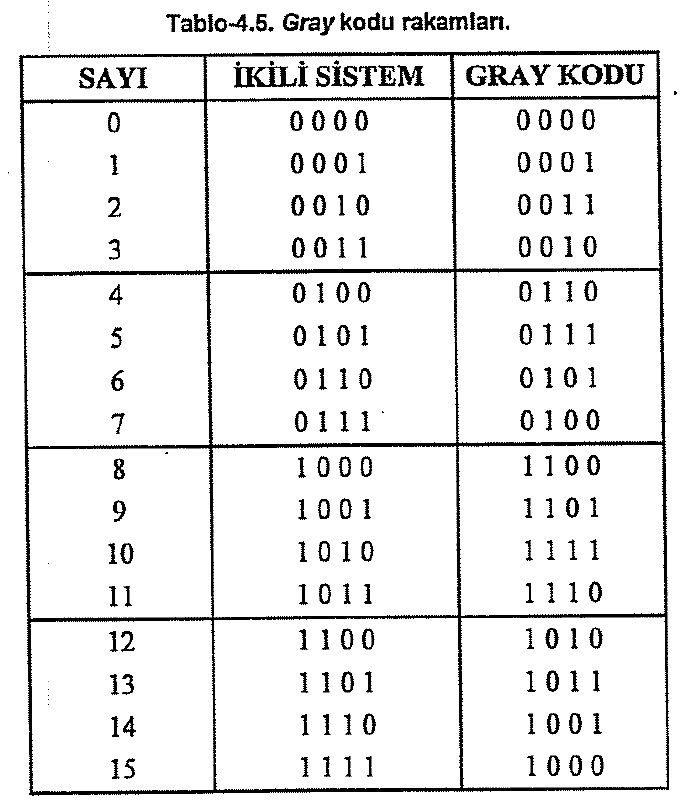 Tablo-4.5. Gray kodu rakamları.
SAYI İKİLİ SİSTEM GRAY KODU
0 0 0 0 0 0 0 0 0
1 0 0 0 1 0 0 0 1
2 0 0 1 0 0 0 1 1
3 0 0 1 1 0 0 1 0
4 0 1 0 0 0 1 1 0
5 0 1 0 1 0 1 1 1
6 0 1 1 0 0 1 0 1
7 0 1 1 1 0 1 0 0
8 1 0 0 0 1 1 0 0
9 1 0 0 1 1 1 0 1
10 1 0 1 0 1 1 1 1
11 1 0 1 1 1 1 1 0
12 1 1 0 0 1 0 1 0
13 1 1 0 1 1 0 1 1
14 1 1 1 0 1 0 0 1
15 1 1 1 1 1 0 0 0